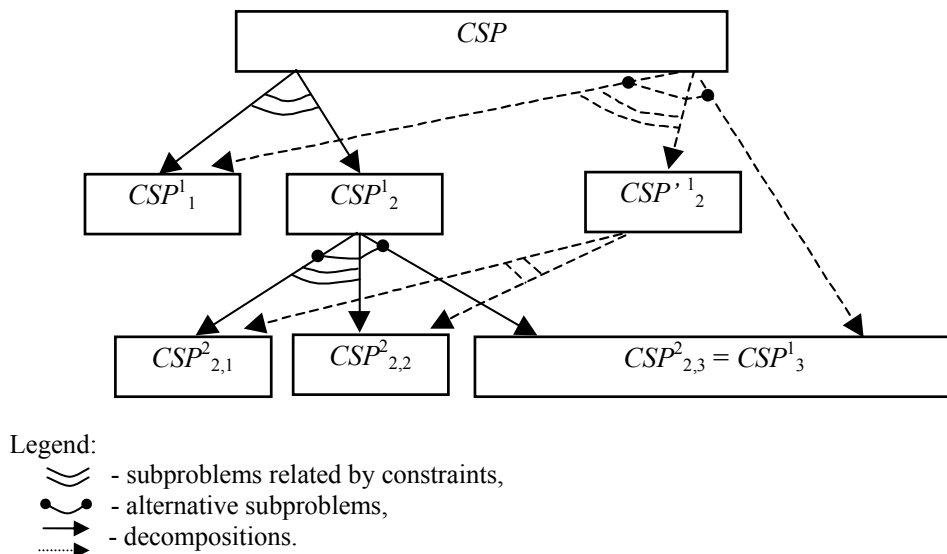 CSP
CSP¹₁ CSP¹₂ CSP’¹₂
CSP²₂,₁ CSP²₂,₂ CSP²₂,₃ = CSP¹₃
Legend:
- subproblems related by constraints,
- alternative subproblems,
- decompositions.